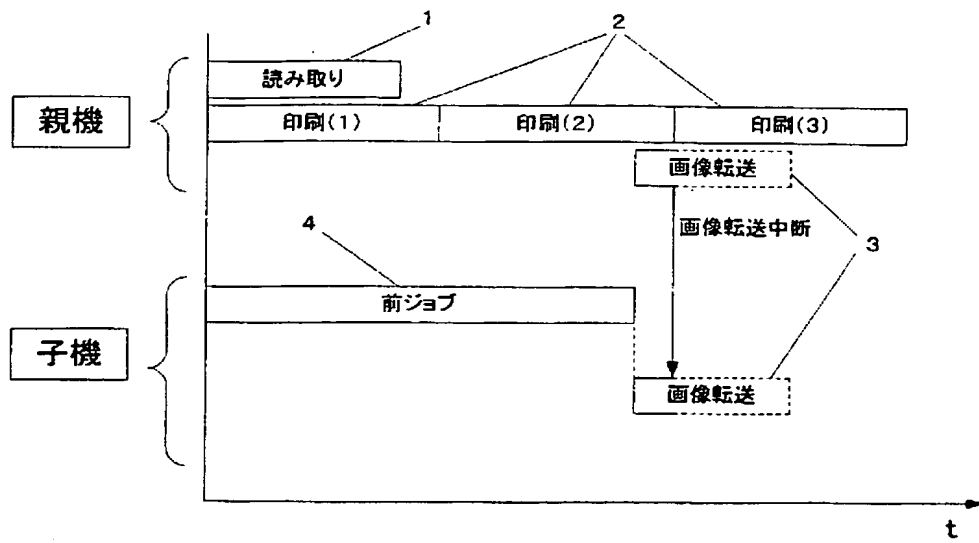 1
2
読み取り
親機
印刷(1)
印刷(2)
印刷(3)
画像転送
画像転送中断
3
4
前ジョブ
子機
画像転送
t